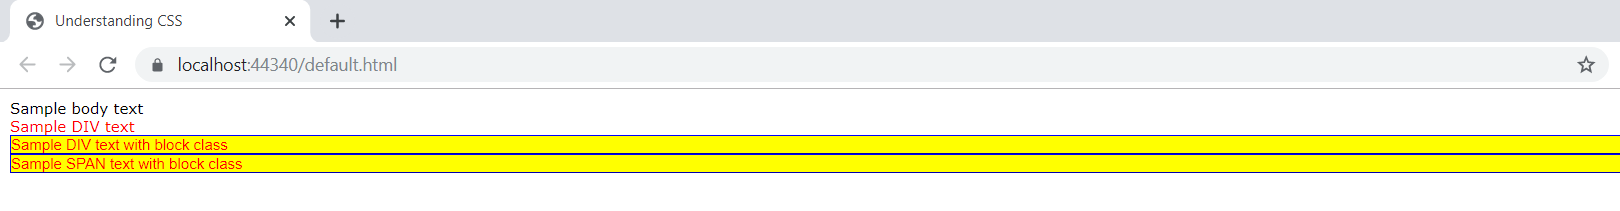 Understanding CSS
localhost:44340/default.html
Sample body text
Sample DIV text
Sample DIV text with block class
Sample SPAN text with block class